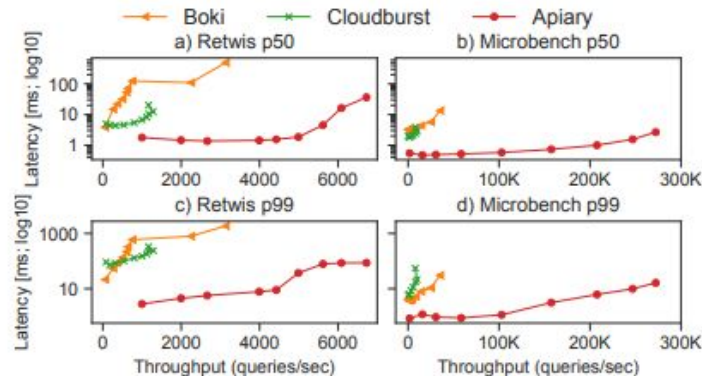 Boki Cloudburst Apiary
a) Retwis p50 b) Microbench p50
Latency [ms; log10]
100
10
1
0 2000 4000 6000
0 100K 200K 300K
c) Retwis p99 d) Microbench p99
Latency [ms; log10]
1000
10
0 2000 4000 6000
0 100K 200K 300K
Throughput (queries/sec) Throughput (queries/sec)